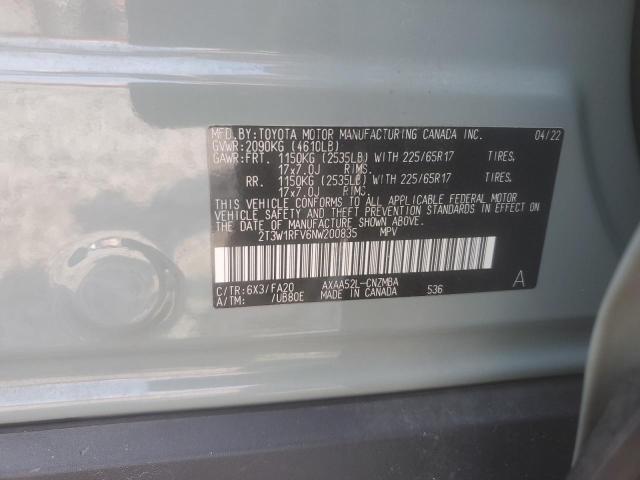 MFD.BY: TOYOTA MOTOR MANUFACTURING CANADA INC. 04/22
GVWR: 2090KG (4610LB)
GAWR: FRT. 1150KG (2535LB) WITH 225/65R17 TIRES.
17x7.0J RIMS.
RR. 1150KG (2535LB) WITH 225/65R17 TIRES.
17x7.0J RIMS.
THIS VEHICLE CONFORMS TO ALL APPLICABLE FEDERAL MOTOR
VEHICLE SAFETY AND THEFT PREVENTION STANDARDS IN
EFFECT ON THE DATE OF MANUFACTURE SHOWN ABOVE.
2T3W1RFV6NW200835 MPV
C/TR: 6X3/FA20 AXAA52L-CNZMBA A
A/TM: /UB80E MADE IN CANADA 536